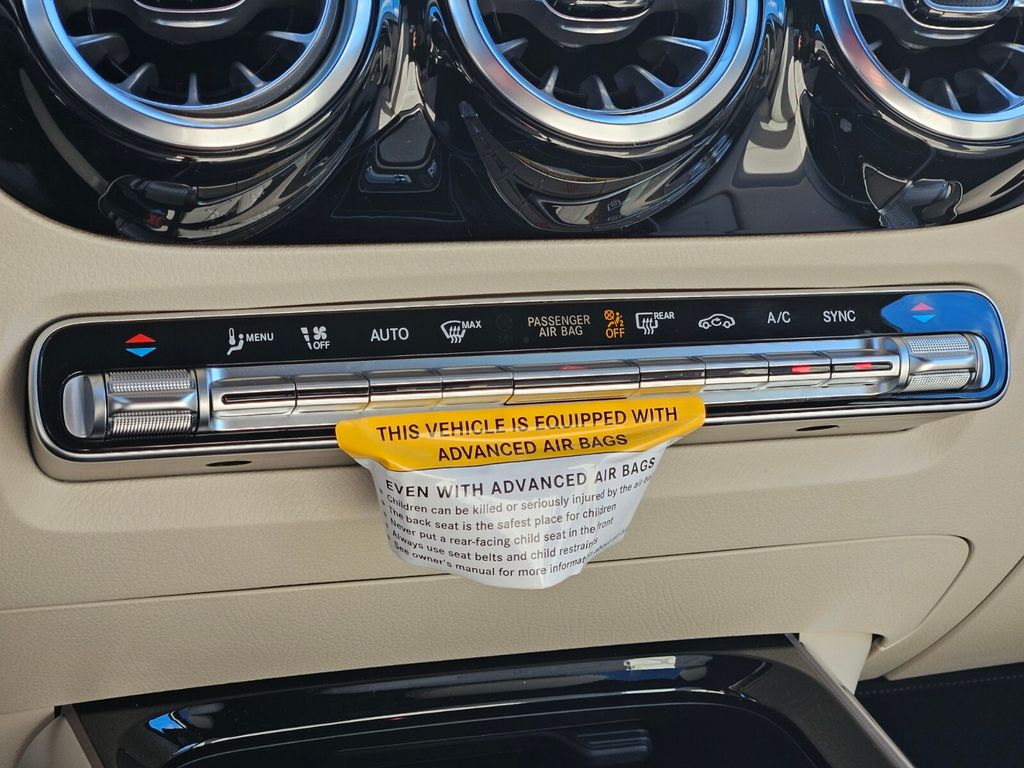 MENU
OFF
AUTO
MAX
PASSENGER
AIR BAG
2
OFF
REAR
A/C
SYNC
THIS VEHICLE IS EQUIPPED WITH
ADVANCED AIR BAGS
EVEN WITH ADVANCED AIR BAGS
Children can be killed or seriously injured by the air
The back seat is the safest place for children
Never put a rear-facing child seat in the front
Always use seat belts and child restraints
See owner's manual for more information about